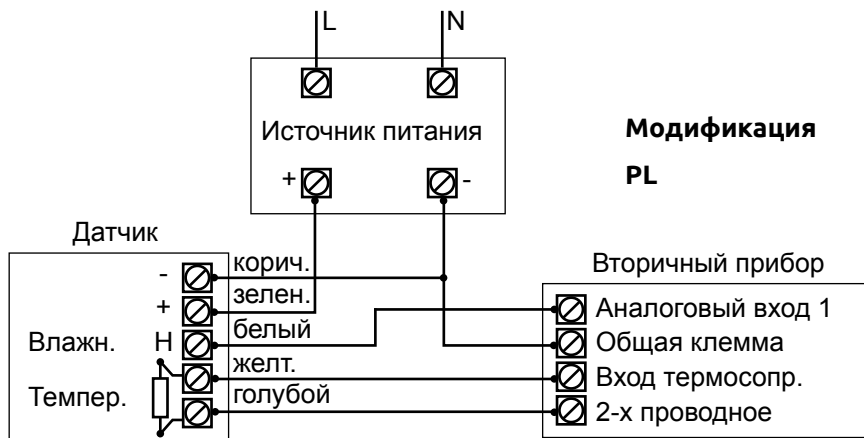 L
N
Источник питания
+
-
Модификация
PL
Датчик
Вторичный прибор
-
корич.
+
зелен.
Влажн.
H
белый
желт.
Темпер.
голубой
Аналоговый вход 1
Общая клемма
Вход термосопр.
2-х проводное